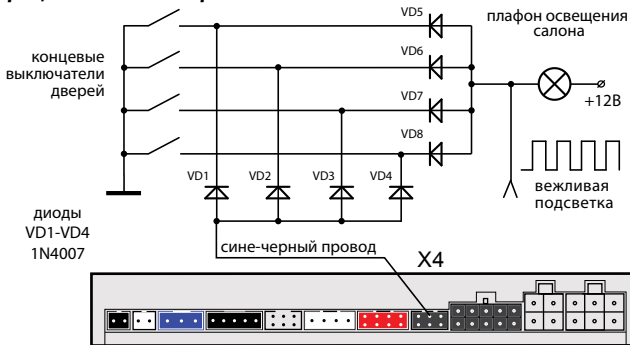 VD5
плафон освещения
салона
концевые
выключатели
дверей
VD6
VD7
+12В
VD8
VD1
VD2
VD3
VD4
вежливая
подсветка
диоды
VD1-VD4
1N4007
сине-черный провод
X4